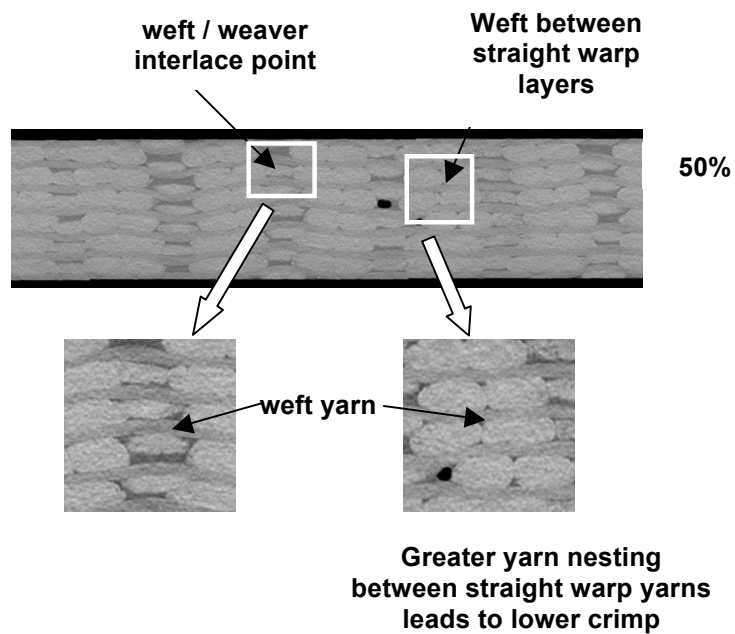 weft / weaver
interlace point
Weft between
straight warp
layers
50%
weft yarn
Greater yarn nesting
between straight warp yarns
leads to lower crimp